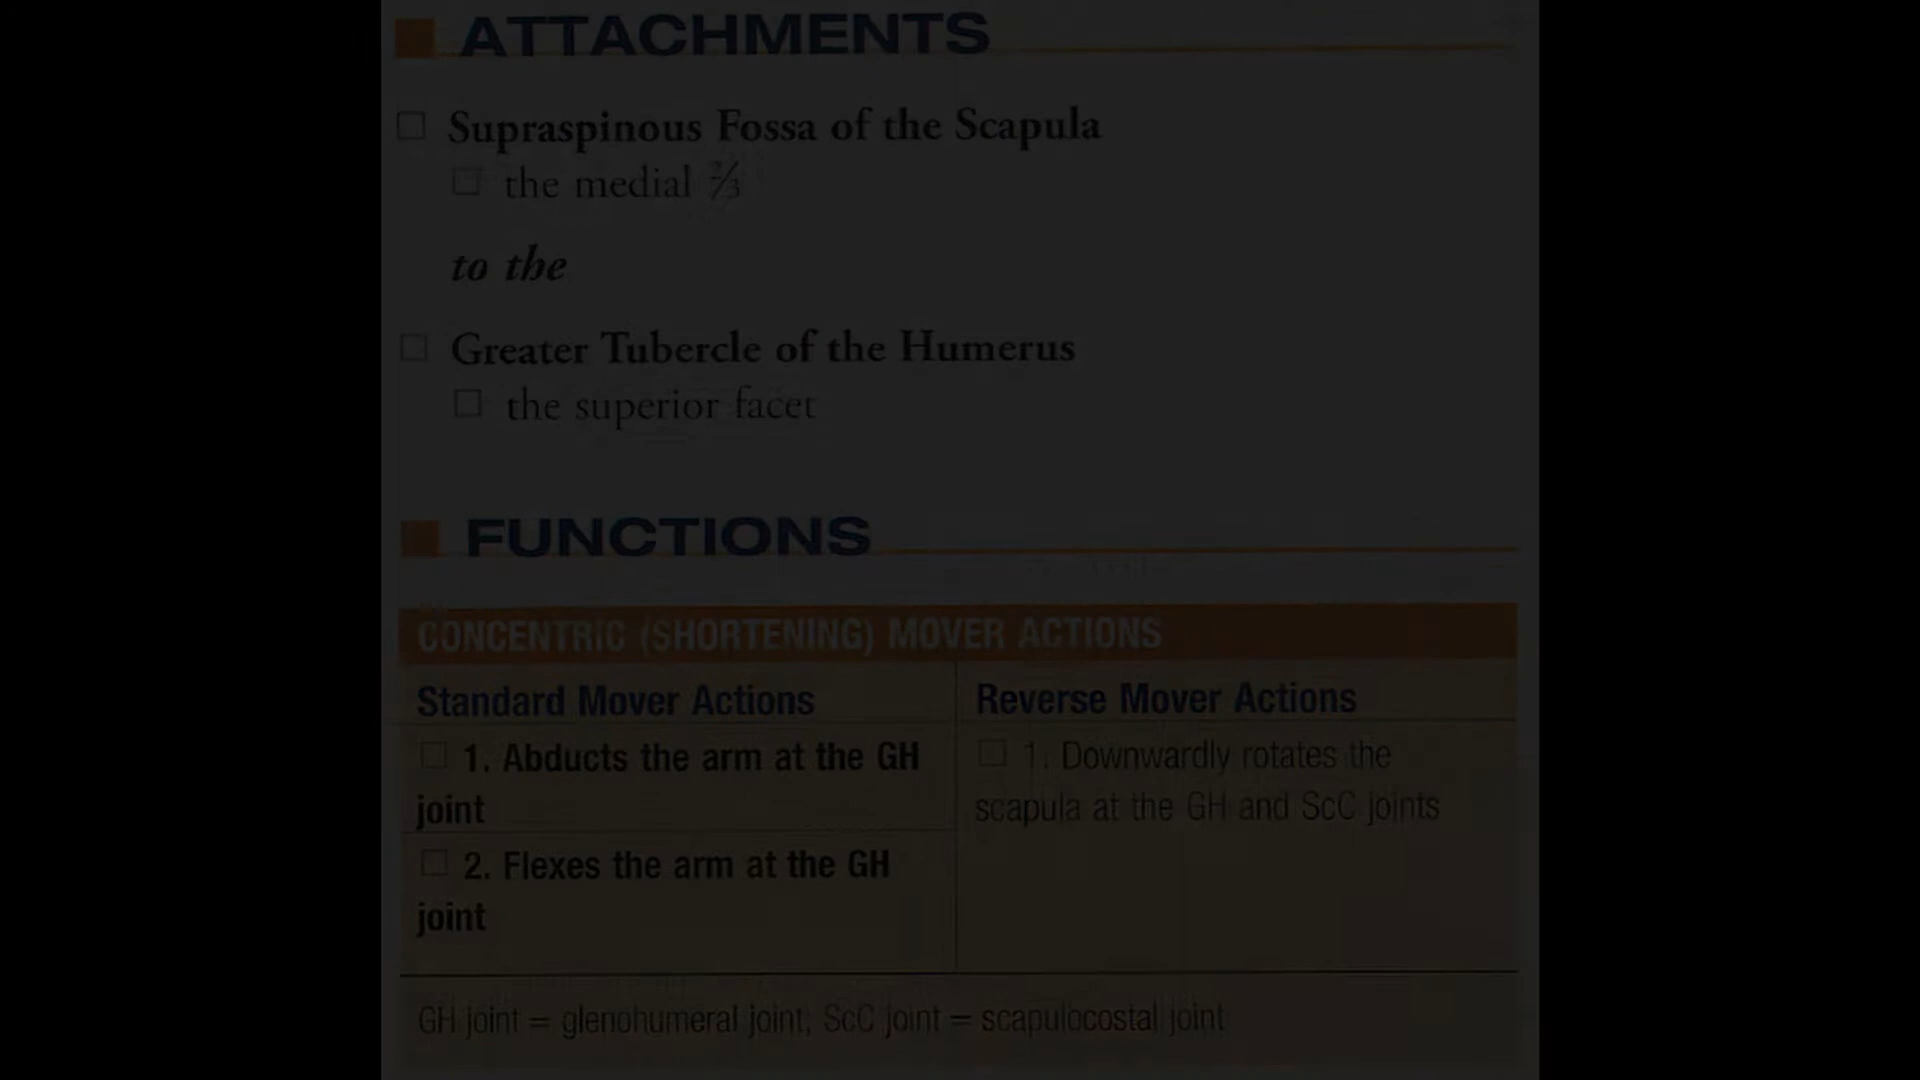 ATTACHMENTS
Supraspinous Fossa of the Scapula
the medial ⅔
to the
Greater Tubercle of the Humerus
the superior facet
FUNCTIONS
CONCENTRIC (SHORTENING) MOVER ACTIONS
Standard Mover Actions
Reverse Mover Actions
1. Abducts the arm at the GH
joint
1. Downwardly rotates the
scapula at the GH and ScC joints
2. Flexes the arm at the GH
joint
GH joint = glenohumeral joint; ScC joint = scapulocostal joint